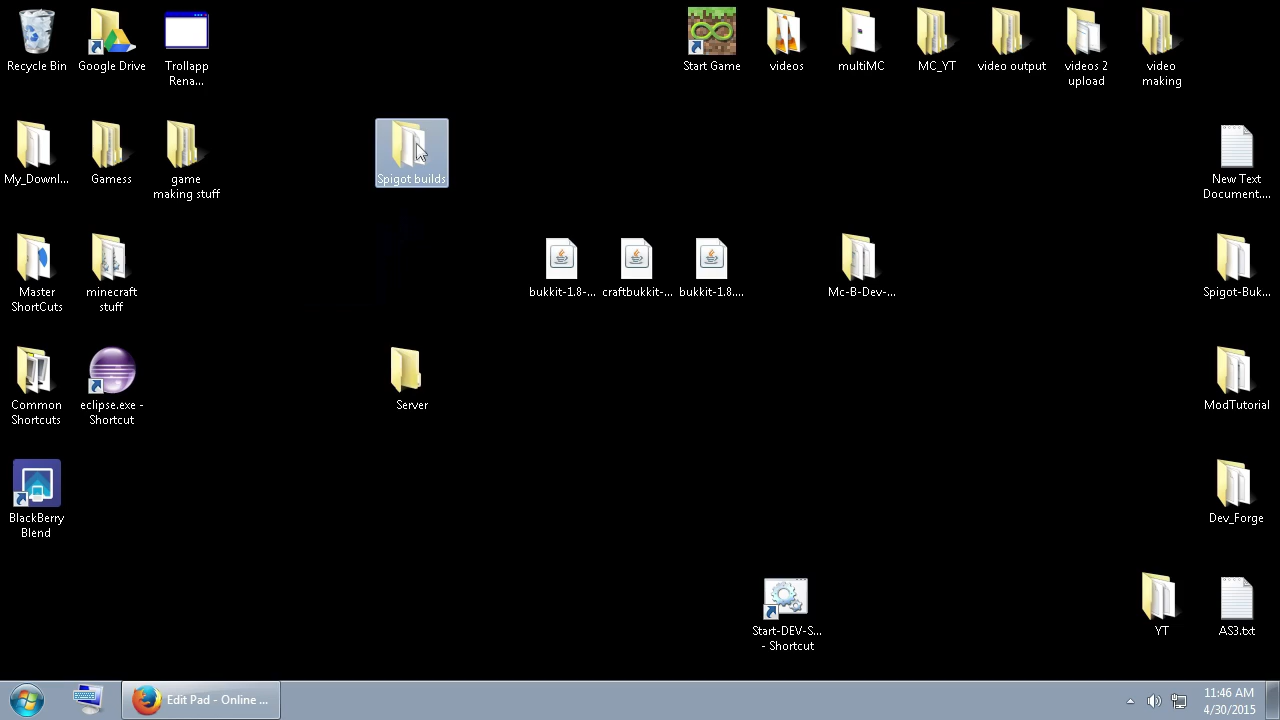 Recycle Bin
Google Drive
Trollapp
Rena...
Start Game
videos
multiMC
MC_YT
video output
videos 2
upload
video
making
My_Downl...
Gamess
game
making stuff
Spigot builds
New Text
Document....
Master
ShortCuts
minecraft
stuff
bukkit-1.8-...
craftbukkit-...
bukkit-1.8....
Mc-B-Dev-...
Spigot-Buk...
Common
Shortcuts
eclipse.exe -
Shortcut
Server
ModTutorial
BlackBerry
Blend
Dev_Forge
Start-DEV-S...
- Shortcut
YT
AS3.txt
Edit Pad - Online ...
11:46 AM
4/30/2015